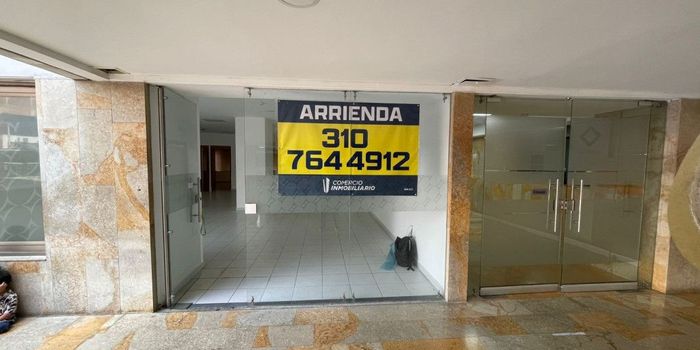 ARRIENDA
310
764 4912
COMERCIO
INMOBILIARIO